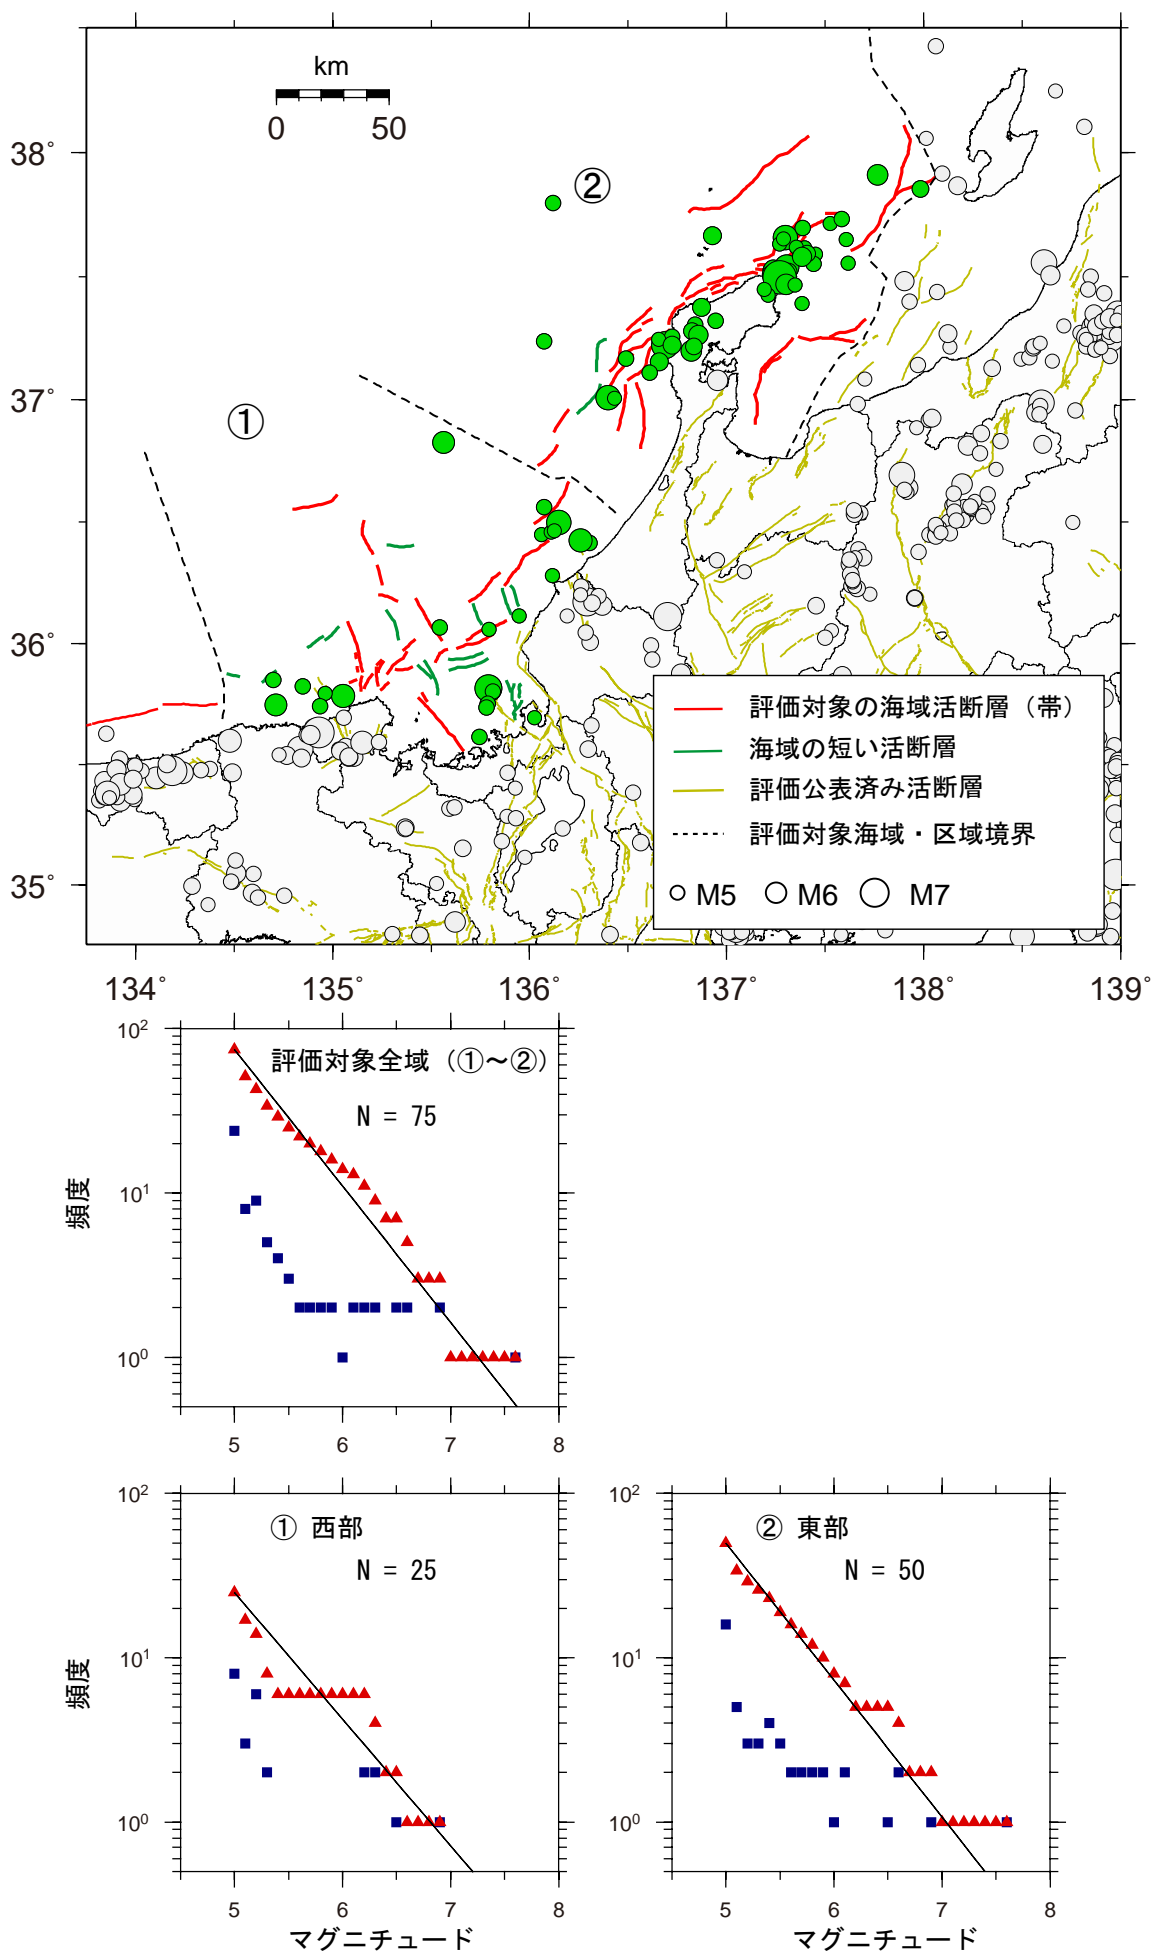 km
0 50
38°
②
①
37°
36°
35°
評価対象の海域活断層（帯）
海域の短い活断層
評価公表済み活断層
評価対象海域・区域境界
M5 M6 M7
134° 135° 136° 137° 138° 139°
評価対象全域（①～②）
N = 75
10²
10¹
10⁰
頻度
5 6 7 8
① 西部
N = 25
10²
10¹
10⁰
頻度
5 6 7 8
マグニチュード
② 東部
N = 50
10²
10¹
10⁰
5 6 7 8
マグニチュード